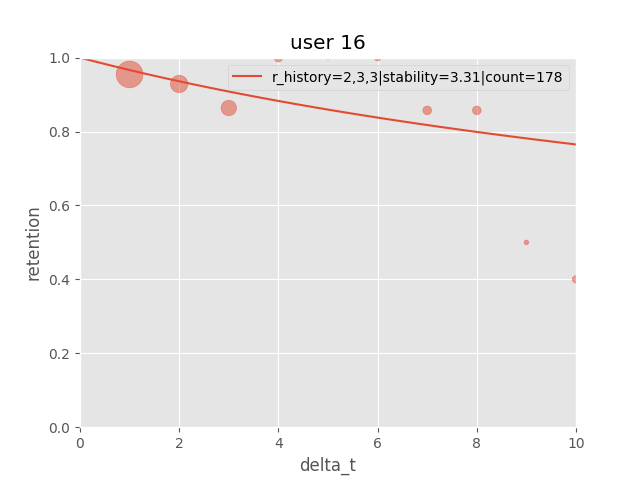 user 16
r_history=2,3,3|stability=3.31|count=178
1.0
0.8
0.6
0.4
0.2
0.0
retention
0 2 4 6 8 10
delta_t